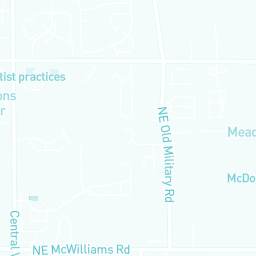 tist practices
ons
r
NE Old Military Rd
Mead
McDo
Central V
NE McWilliams Rd